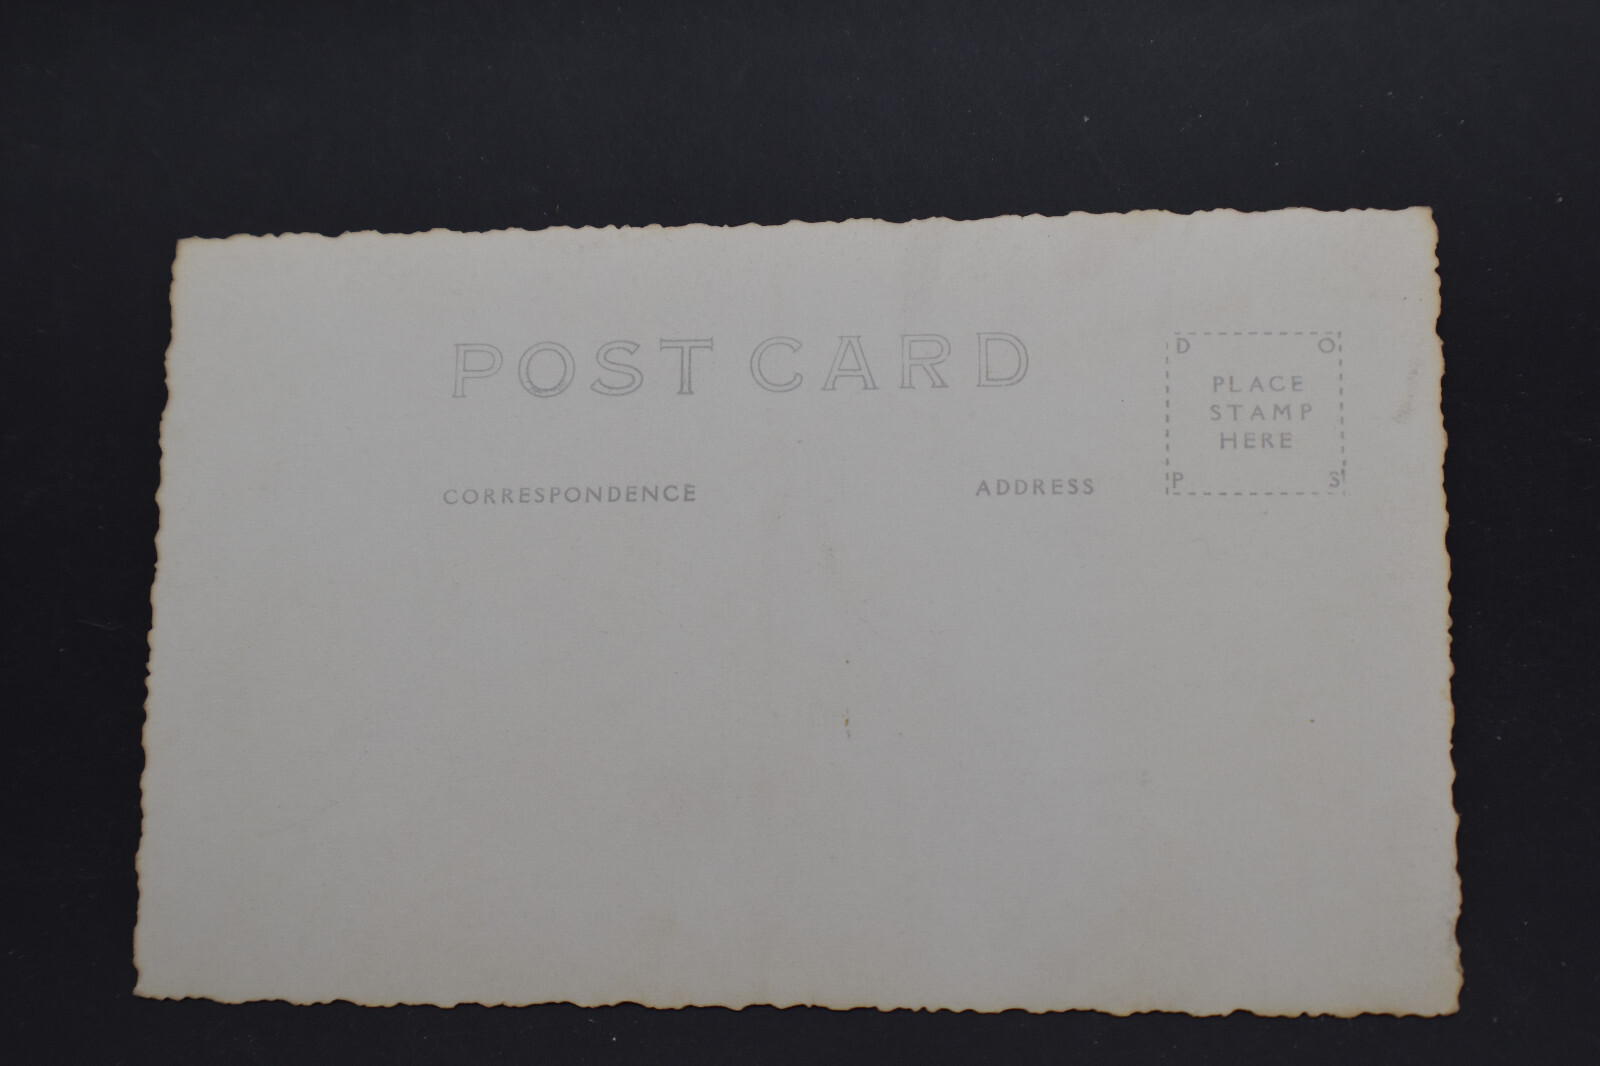 POST CARD
D O
PLACE
STAMP
HERE
P S
CORRESPONDENCE
ADDRESS